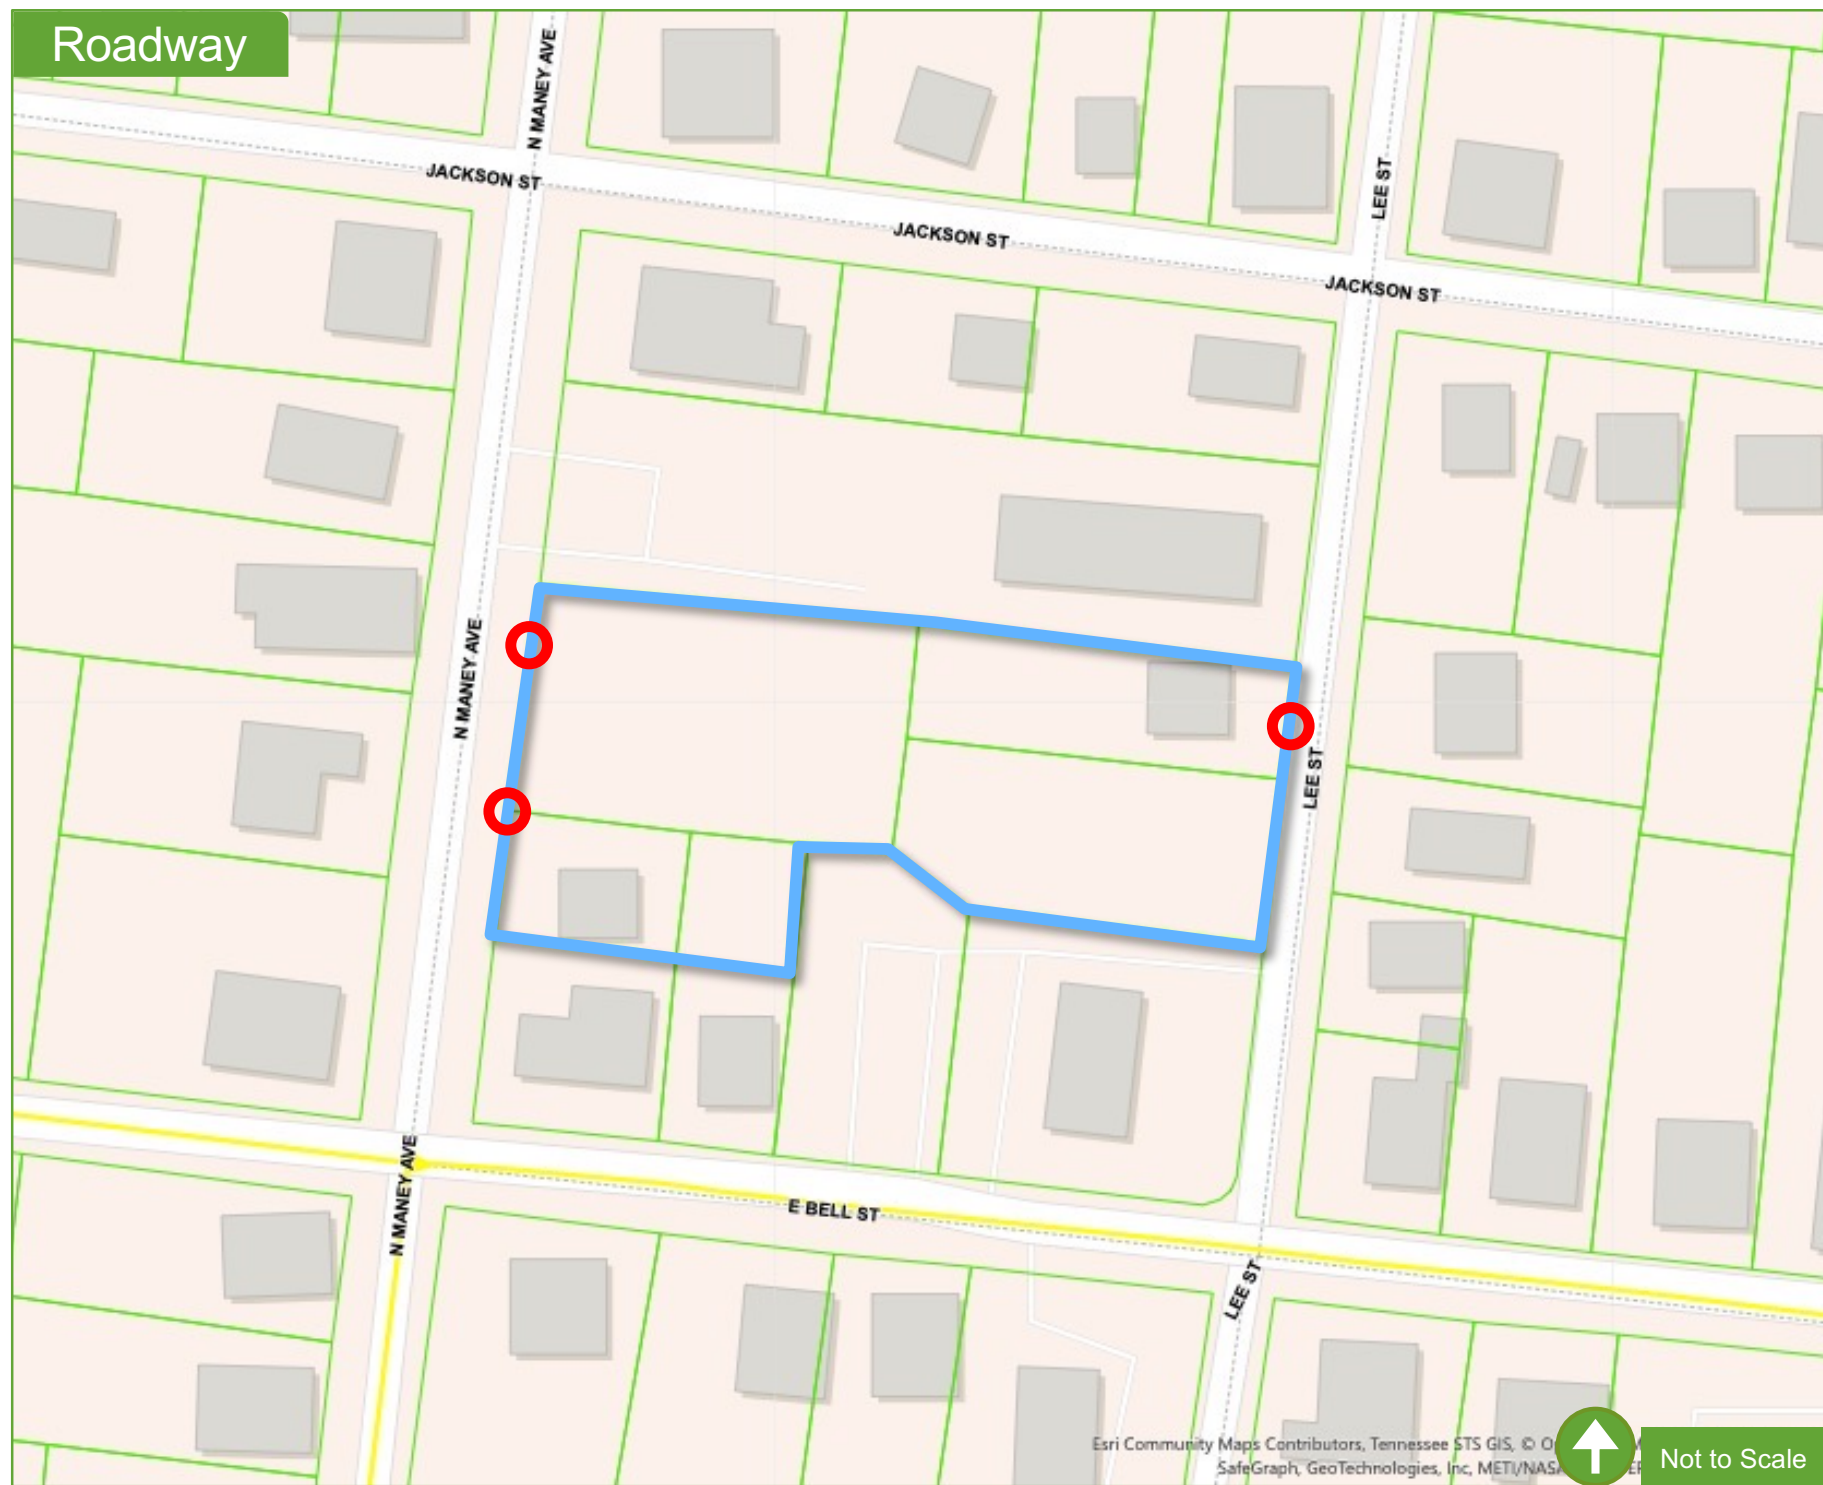 Roadway
N MANEY AVE
JACKSON ST
JACKSON ST
LEE ST
JACKSON ST
N MANEY AVE
LEE ST
N MANEY AVE
E BELL ST
LEE ST
Esri Community Maps Contributors, Tennessee STS GIS, ©
SafeGraph, GeoTechnologies, Inc, METI/NASA
Not to Scale